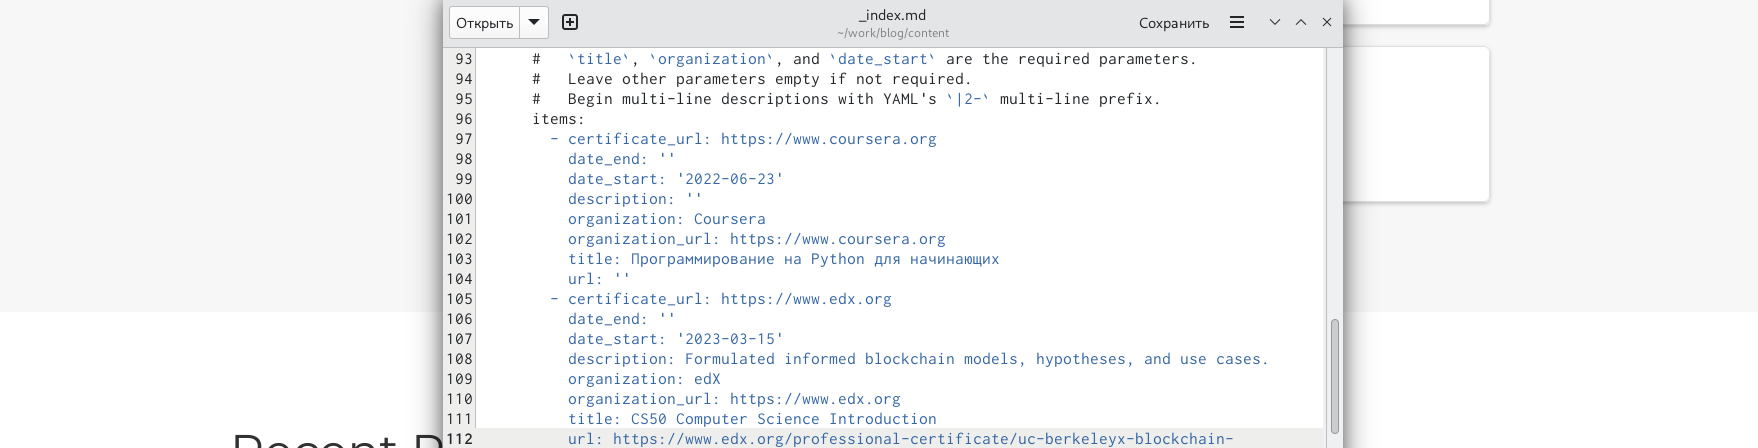 Открыть
_index.md
~/work/blog/content
Сохранить
93 #   `title`, `organization`, and `date_start` are the required parameters.
94 #   Leave other parameters empty if not required.
95 #   Begin multi-line descriptions with YAML's `|2-` multi-line prefix.
96 items:
97 - certificate_url: https://www.coursera.org
98 date_end: ''
99 date_start: '2022-06-23'
100 description: ''
101 organization: Coursera
102 organization_url: https://www.coursera.org
103 title: Программирование на Python для начинающих
104 url: ''
105 - certificate_url: https://www.edx.org
106 date_end: ''
107 date_start: '2023-03-15'
108 description: Formulated informed blockchain models, hypotheses, and use cases.
109 organization: edX
110 organization_url: https://www.edx.org
111 title: CS50 Computer Science Introduction
112 url: https://www.edx.org/professional-certificate/uc-berkeleyx-blockchain-
Recent